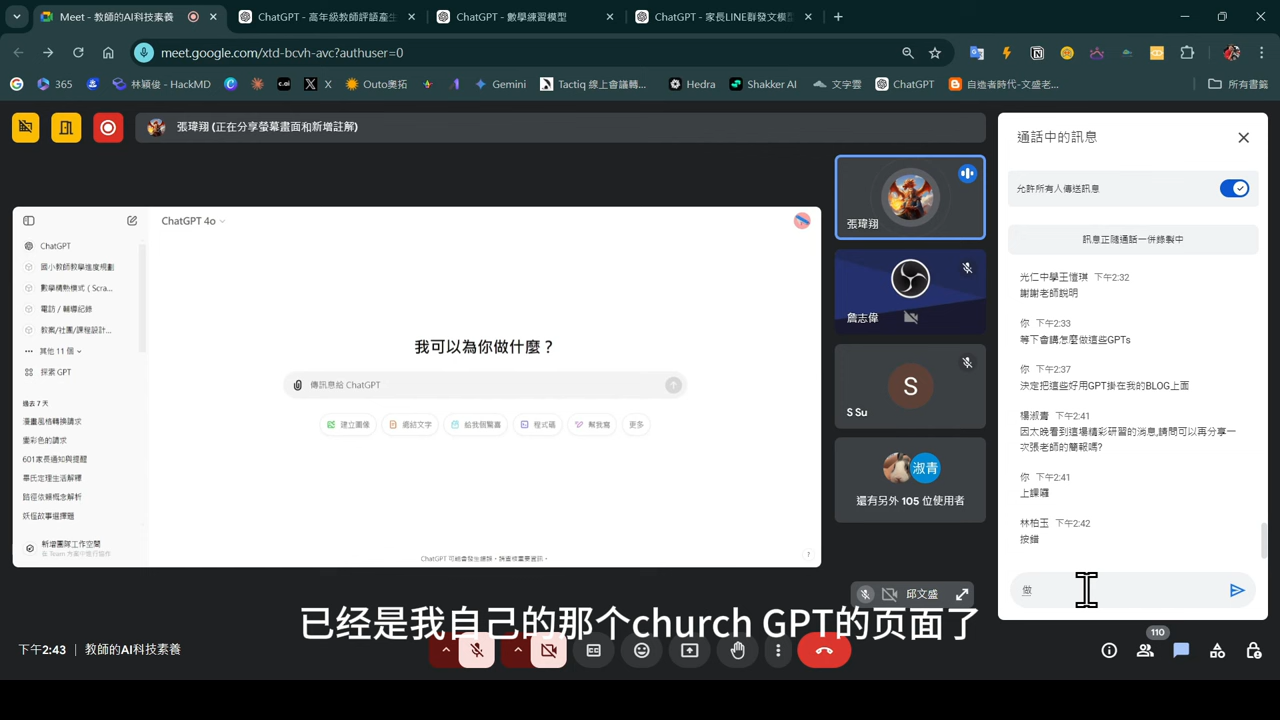 Meet - 教師的AI科技素養
ChatGPT - 高年級教師評語產生
ChatGPT - 數學練習模型
ChatGPT - 家長LINE群發文模
meet.google.com/xtd-bcvh-avc?authuser=0
365
林穎俊 - HackMD
X
Outo奧拓
Gemini
Tactiq 線上會議轉...
Hedra
Shakker AI
文字雲
ChatGPT
自造者時代-文盛老...
所有書籤
張瑋翔 (正在分享螢幕畫面和新增註解)
ChatGPT 4o
ChatGPT
國小教師教學進度規劃
數學精熟模式 ( Scra...
電訪 / 輔導紀錄
教案/社團/課程設計...
其他 11 個
探索 GPT
過去 7 天
漫畫風格轉換請求
變彩色的請求
601家長通知與提醒
畢氏定理生活解釋
路徑依賴概念解析
妖怪故事選擇題
新增團隊工作空間
我可以為你做什麼？
傳訊息給 ChatGPT
建立圖像
總結文字
給我個驚喜
程式碼
幫我寫
更多
ChatGPT 可能會發生錯誤。請查核重要資訊。
?
張瑋翔
詹志偉
S
S Su
淑青
還有另外 105 位使用者
邱文盛
通話中的訊息
允許所有人傳送訊息
訊息正隨通話一併錄製中
光仁中學王愷琪 下午2:32
謝謝老師說明
你 下午2:33
等下會講怎麼做這些GPTs
你 下午2:37
決定把這些好用GPT掛在我的BLOG上面
楊淑青 下午2:41
因太晚看到這場精彩研習的消息,請問可以再分享一
次張老師的簡報嗎?
你 下午2:41
上課囉
林柏玉 下午2:42
按錯
做
已经是我自己的那个church GPT的页面了
下午2:43
教師的AI科技素養
110